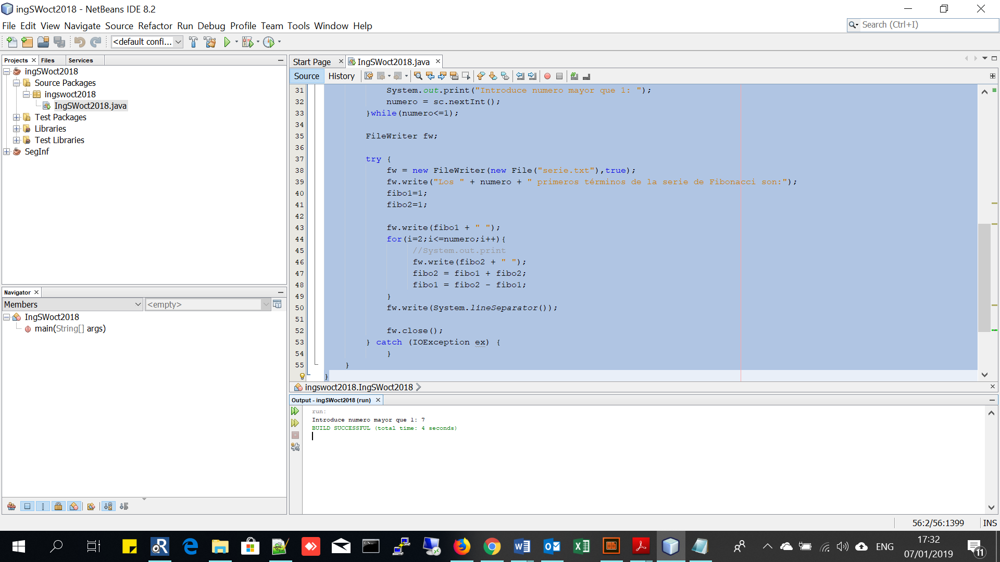 ingSWoct2018 - NetBeans IDE 8.2
File Edit View Navigate Source Refactor Run Debug Profile Team Tools Window Help
Search (Ctrl+I)
<default confi...
Projects Files Services
ingSWoct2018
Source Packages
ingswoct2018
IngSWoct2018.java
Test Packages
Libraries
Test Libraries
SegInf
Navigator
Members
<empty>
IngSWoct2018
main(String[] args)
Start Page IngSWoct2018.java
Source History
31 System.out.print("Introduce numero mayor que 1: ");
32 numero = sc.nextInt();
33 }while(numero<=1);
34
35 FileWriter fw;
36
37 try {
38 fw = new FileWriter(new File("serie.txt"),true);
39 fw.write("Los " + numero + " primeros términos de la serie de Fibonacci son:");
40 fibo1=1;
41 fibo2=1;
42
43 fw.write(fibo1 + " ");
44 for(i=2;i<=numero;i++){
45 //System.out.print
46 fw.write(fibo2 + " ");
47 fibo2 = fibo1 + fibo2;
48 fibo1 = fibo2 - fibo1;
49 }
50 fw.write(System.lineSeparator());
51
52 fw.close();
53 } catch (IOException ex) {
54 }
55 }
}
ingswoct2018.IngSWoct2018
Output - ingSWoct2018 (run)
run:
Introduce numero mayor que 1: 7
BUILD SUCCESSFUL (total time: 4 seconds)
56:2/56:1399 INS
ENG
17:32
07/01/2019
11